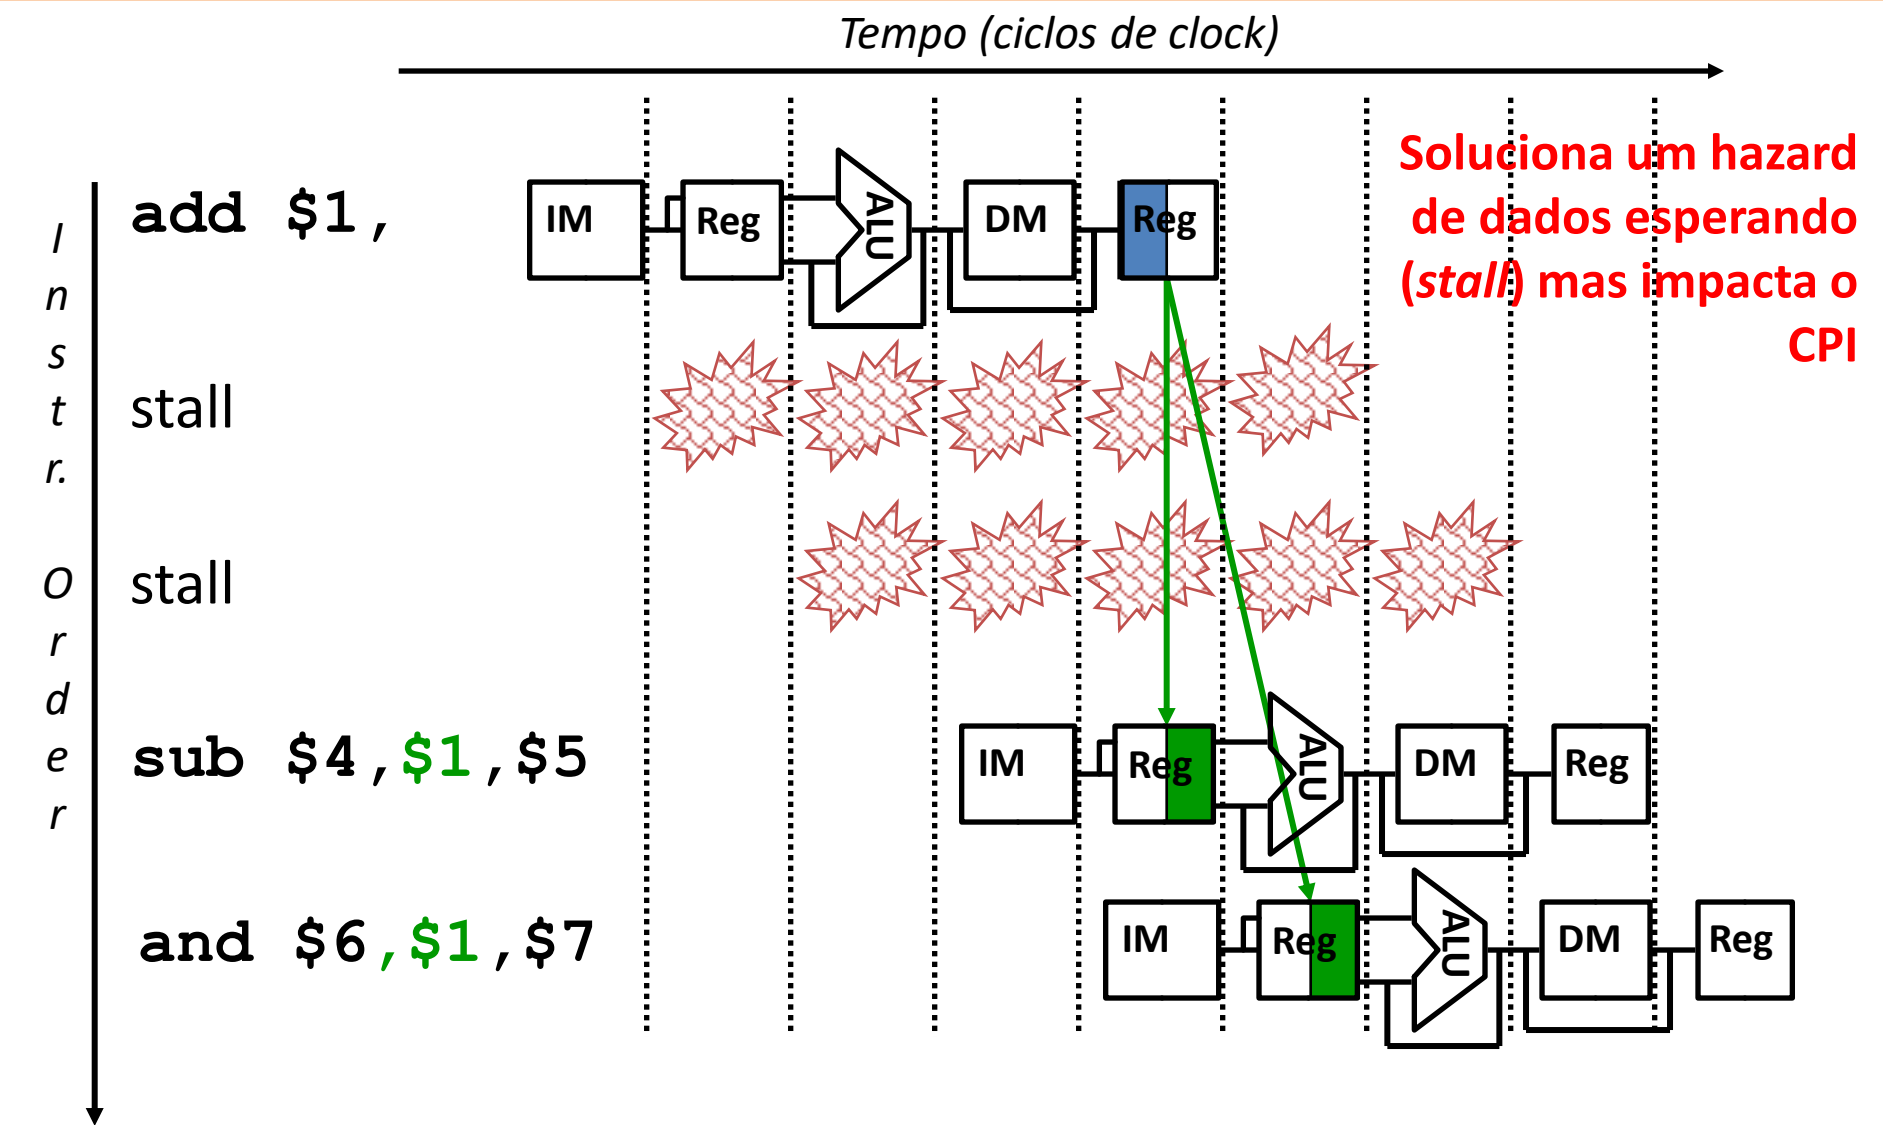 Tempo (ciclos de clock)
Soluciona um hazard
de dados esperando
(stall) mas impacta o
CPI
Instr. Order
add $1,
IM Reg ALU DM Reg
stall
stall
sub $4,$1,$5
IM Reg ALU DM Reg
and $6,$1,$7
IM Reg ALU DM Reg